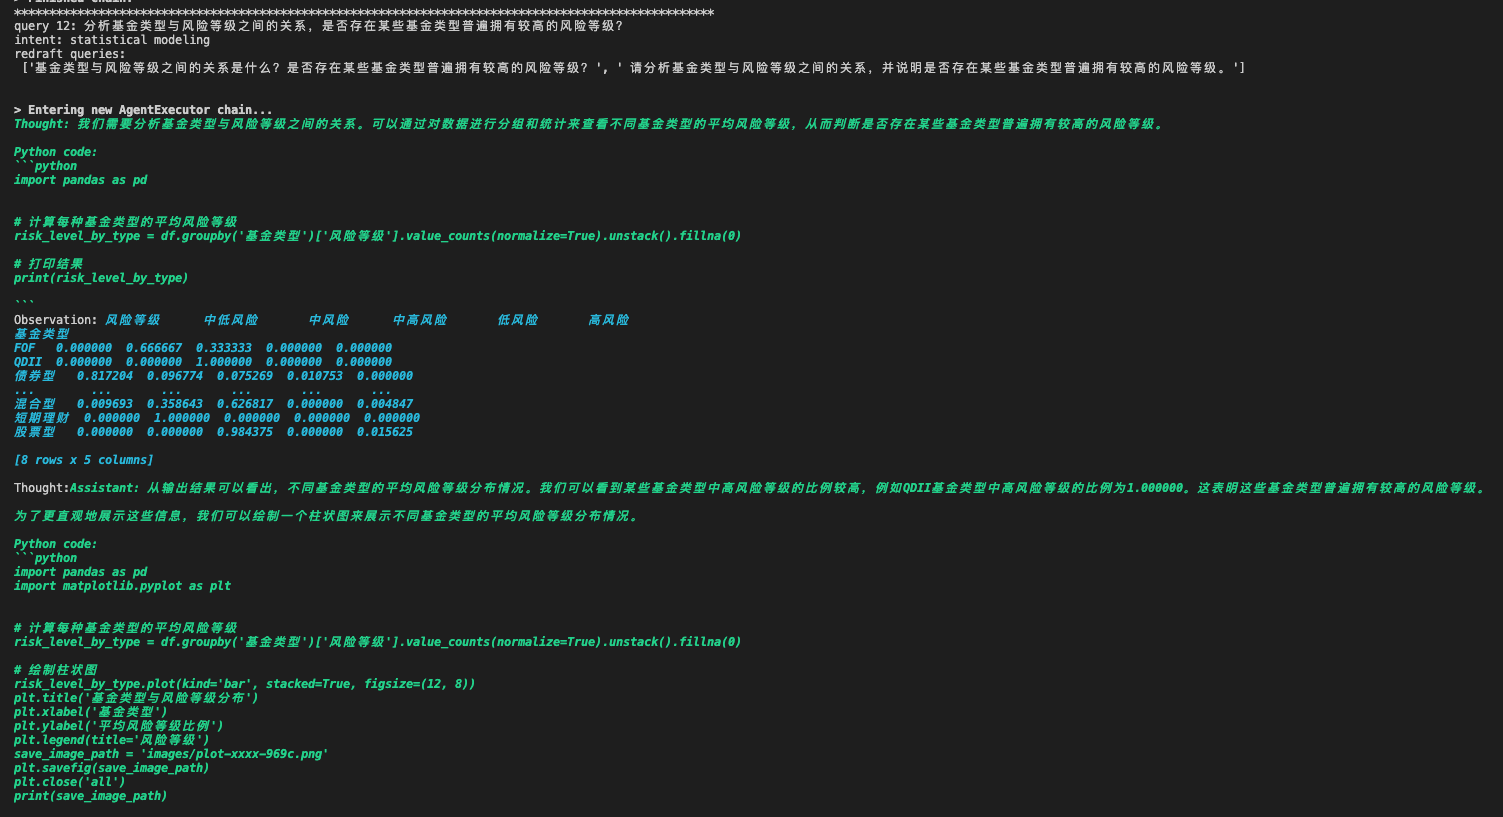 > Finished chain.
****************************************************************************************************
query 12: 分析基金类型与风险等级之间的关系，是否存在某些基金类型普遍拥有较高的风险等级？
intent: statistical modeling
redraft queries:
['基金类型与风险等级之间的关系是什么？是否存在某些基金类型普遍拥有较高的风险等级？', ' 请分析基金类型与风险等级之间的关系，并说明是否存在某些基金类型普遍拥有较高的风险等级。']
> Entering new AgentExecutor chain...
Thought: 我们需要分析基金类型与风险等级之间的关系。可以通过对数据进行分组和统计来查看不同基金类型的平均风险等级，从而判断是否存在某些基金类型普遍拥有较高的风险等级。
Python code:
```python
import pandas as pd
# 计算每种基金类型的平均风险等级
risk_level_by_type = df.groupby('基金类型')['风险等级'].value_counts(normalize=True).unstack().fillna(0)
# 打印结果
print(risk_level_by_type)
```
Observation: 风险等级 中低风险 中风险 中高风险 低风险 高风险
基金类型
FOF 0.000000 0.666667 0.333333 0.000000 0.000000
QDII 0.000000 0.000000 1.000000 0.000000 0.000000
债券型 0.817204 0.096774 0.075269 0.010753 0.000000
... ... ... ... ... ...
混合型 0.009693 0.358643 0.626817 0.000000 0.004847
短期理财 0.000000 1.000000 0.000000 0.000000 0.000000
股票型 0.000000 0.000000 0.984375 0.000000 0.015625
[8 rows x 5 columns]
Thought:Assistant: 从输出结果可以看出，不同基金类型的平均风险等级分布情况。我们可以看到某些基金类型中高风险等级的比例较高，例如QDII基金类型中高风险等级的比例为1.000000。这表明这些基金类型普遍拥有较高的风险等级。
为了更直观地展示这些信息，我们可以绘制一个柱状图来展示不同基金类型的平均风险等级分布情况。
Python code:
```python
import pandas as pd
import matplotlib.pyplot as plt
# 计算每种基金类型的平均风险等级
risk_level_by_type = df.groupby('基金类型')['风险等级'].value_counts(normalize=True).unstack().fillna(0)
# 绘制柱状图
risk_level_by_type.plot(kind='bar', stacked=True, figsize=(12, 8))
plt.title('基金类型与风险等级分布')
plt.xlabel('基金类型')
plt.ylabel('平均风险等级比例')
plt.legend(title='风险等级')
save_image_path = 'images/plot-xxxx-969c.png'
plt.savefig(save_image_path)
plt.close('all')
print(save_image_path)